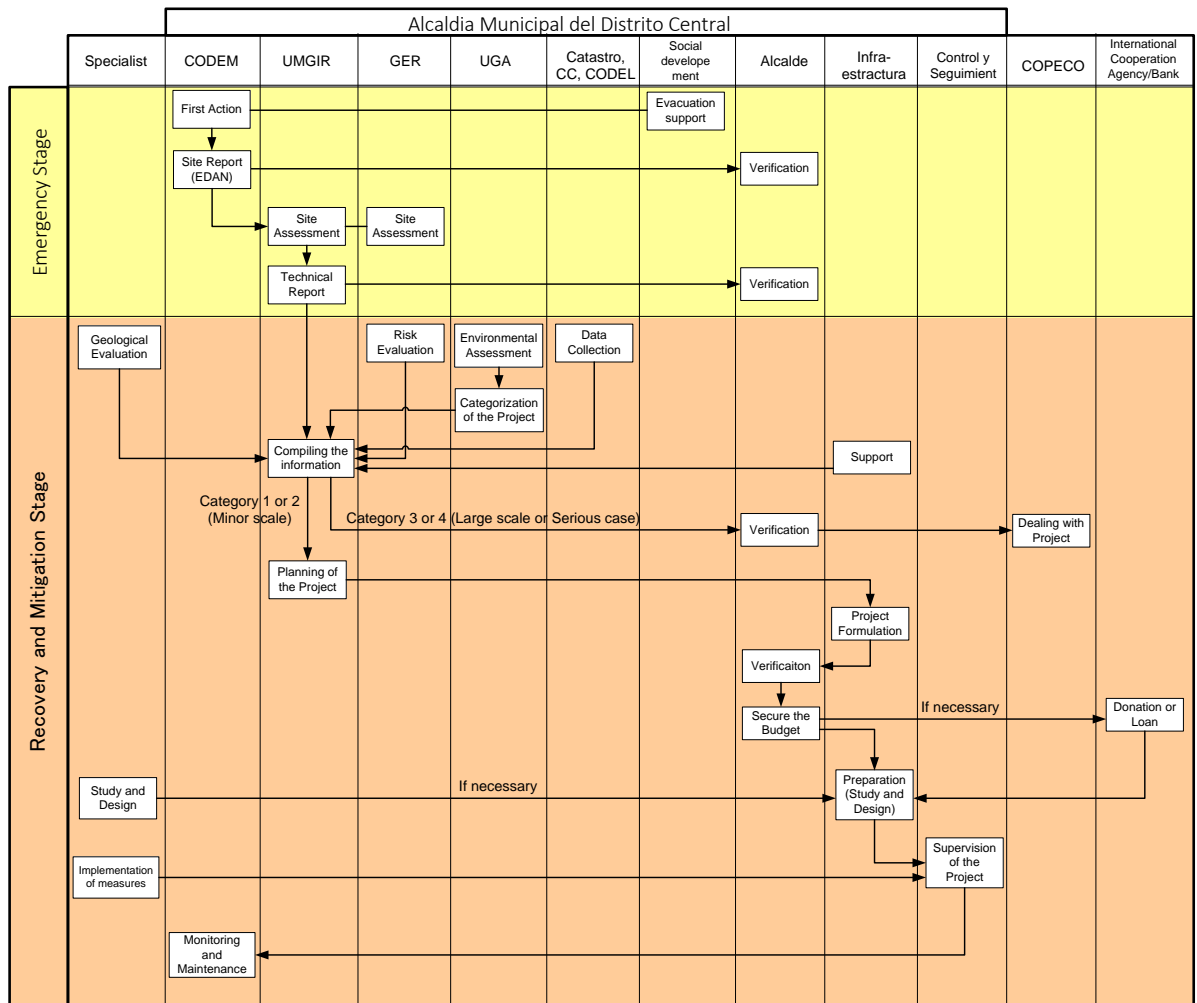 Alcaldia Municipal del Distrito Central
Specialist
CODEM
UMGIR
GER
UGA
Catastro,
CC, CODEL
Social
develope
ment
Alcalde
Infra-
estractura
Control y
Seguimient
COPECO
International
Cooperation
Agency/Bank
Emergency Stage
First Action
Evacuation
support
Site Report
(EDAN)
Verification
Site
Assessment
Site
Assessment
Technical
Report
Verification
Recovery and Mitigation Stage
Geological
Evaluation
Risk
Evaluation
Environmental
Assessment
Data
Collection
Categorization
of the Project
Compiling the
information
Support
Category 1 or 2
(Minor scale)
Category 3 or 4 (Large scale or Serious case)
Verification
Dealing with
Project
Planning of
the Project
Project
Formulation
Verificaiton
Secure the
Budget
If necessary
Donation or
Loan
Study and
Design
If necessary
Preparation
(Study and
Design)
Supervision
of the
Project
Implementation
of measures
Monitoring
and
Maintenance